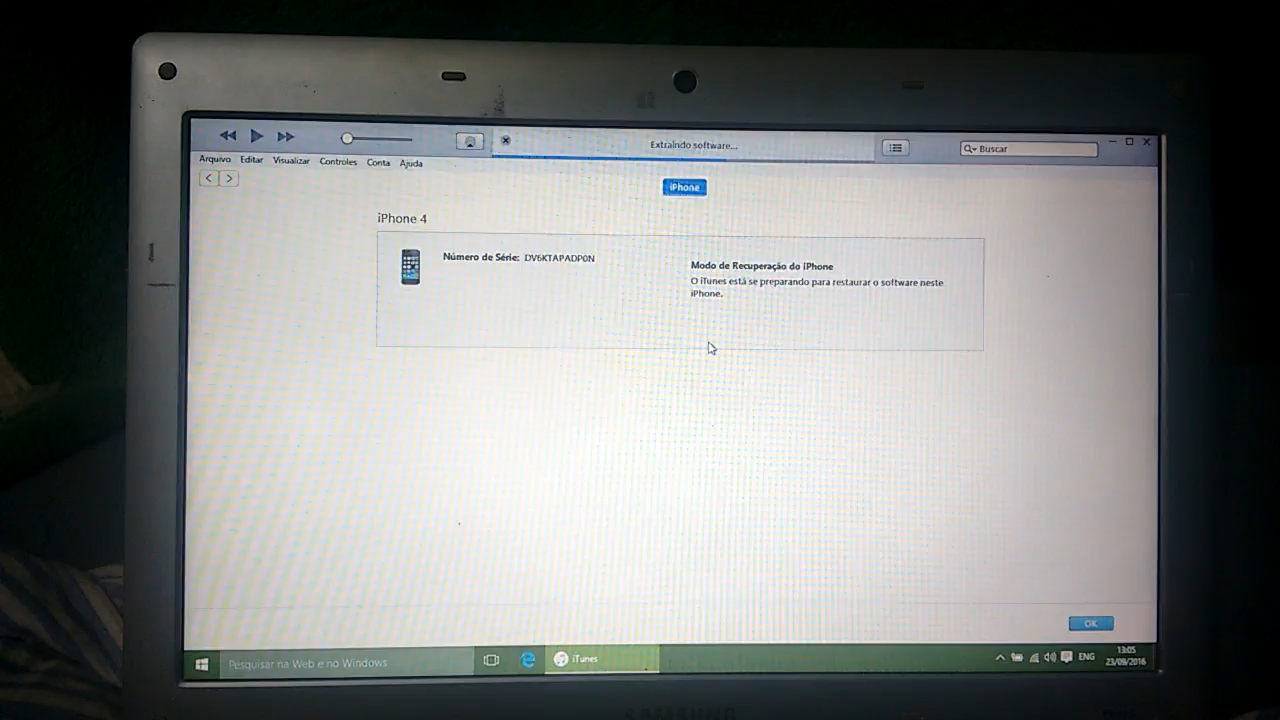 Extraindo software...
Buscar
Arquivo Editar Visualizar Controles Conta Ajuda
iPhone
iPhone 4
Número de Série: DV6KTAPADP0N
Modo de Recuperação do iPhone
O iTunes está se preparando para restaurar o software neste
iPhone.
OK
Pesquisar na Web e no Windows
iTunes
ENG
13:05
23/09/2016
SAMSUNG